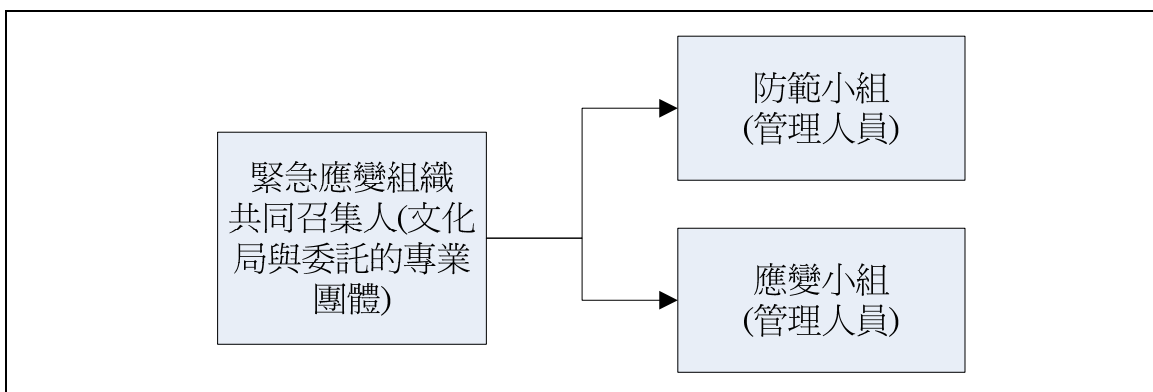 緊急應變組織
共同召集人(文化
局與委託的專業
團體)
防範小組
(管理人員)
應變小組
(管理人員)